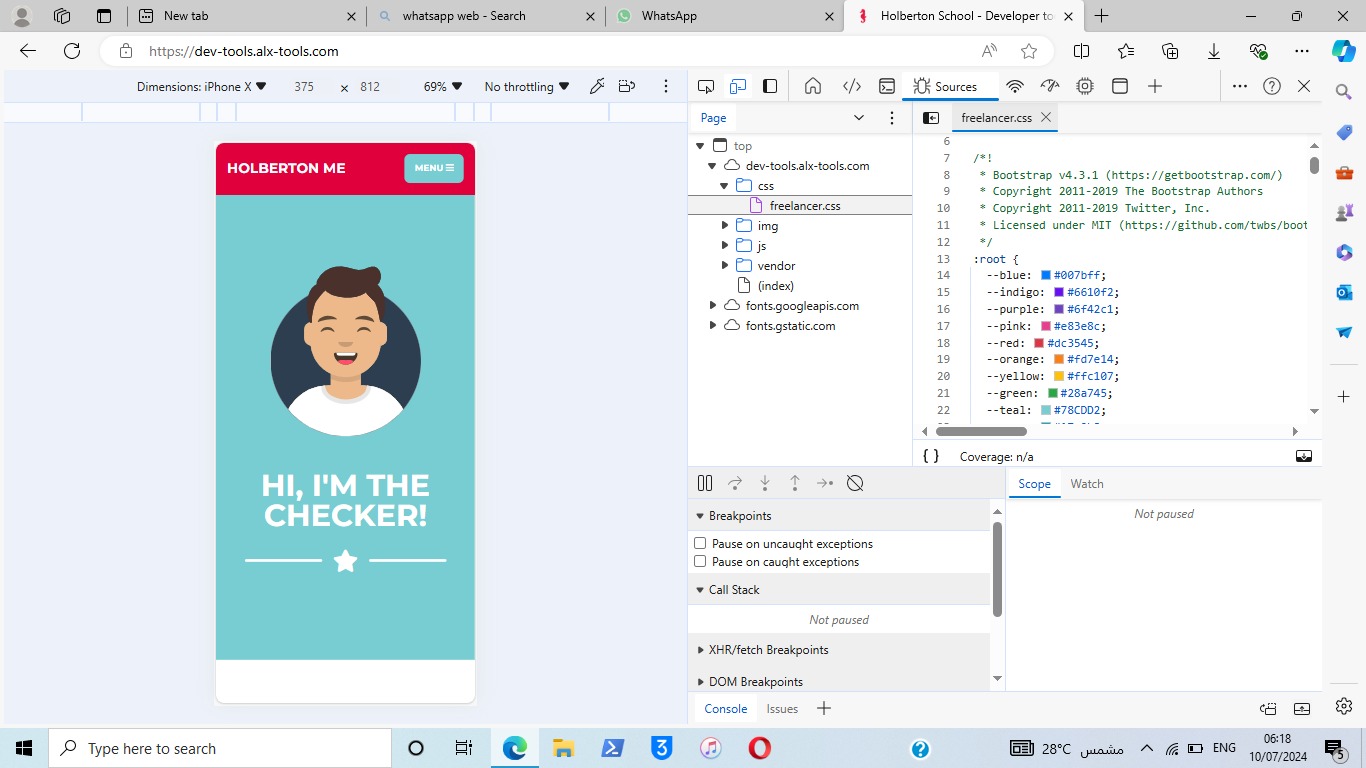 New tab
whatsapp web - Search
WhatsApp
Holberton School - Developer to
https://dev-tools.alx-tools.com
Dimensions: iPhone X
375
x
812
69%
No throttling
Sources
Page
freelancer.css
top
dev-tools.alx-tools.com
css
freelancer.css
img
js
vendor
(index)
fonts.googleapis.com
fonts.gstatic.com
6
7 /*!
8 * Bootstrap v4.3.1 (https://getbootstrap.com/)
9 * Copyright 2011-2019 The Bootstrap Authors
10 * Copyright 2011-2019 Twitter, Inc.
11 * Licensed under MIT (https://github.com/twbs/boot
12 */
13 :root {
14 --blue: #007bff;
15 --indigo: #6610f2;
16 --purple: #6f42c1;
17 --pink: #e83e8c;
18 --red: #dc3545;
19 --orange: #fd7e14;
20 --yellow: #ffc107;
21 --green: #28a745;
22 --teal: #78CDD2;
{ }
Coverage: n/a
HOLBERTON ME
MENU
HI, I'M THE
CHECKER!
Breakpoints
Pause on uncaught exceptions
Pause on caught exceptions
Call Stack
Not paused
XHR/fetch Breakpoints
DOM Breakpoints
Scope
Watch
Not paused
Console
Issues
Type here to search
28°C مشمس
ENG
06:18
10/07/2024
5